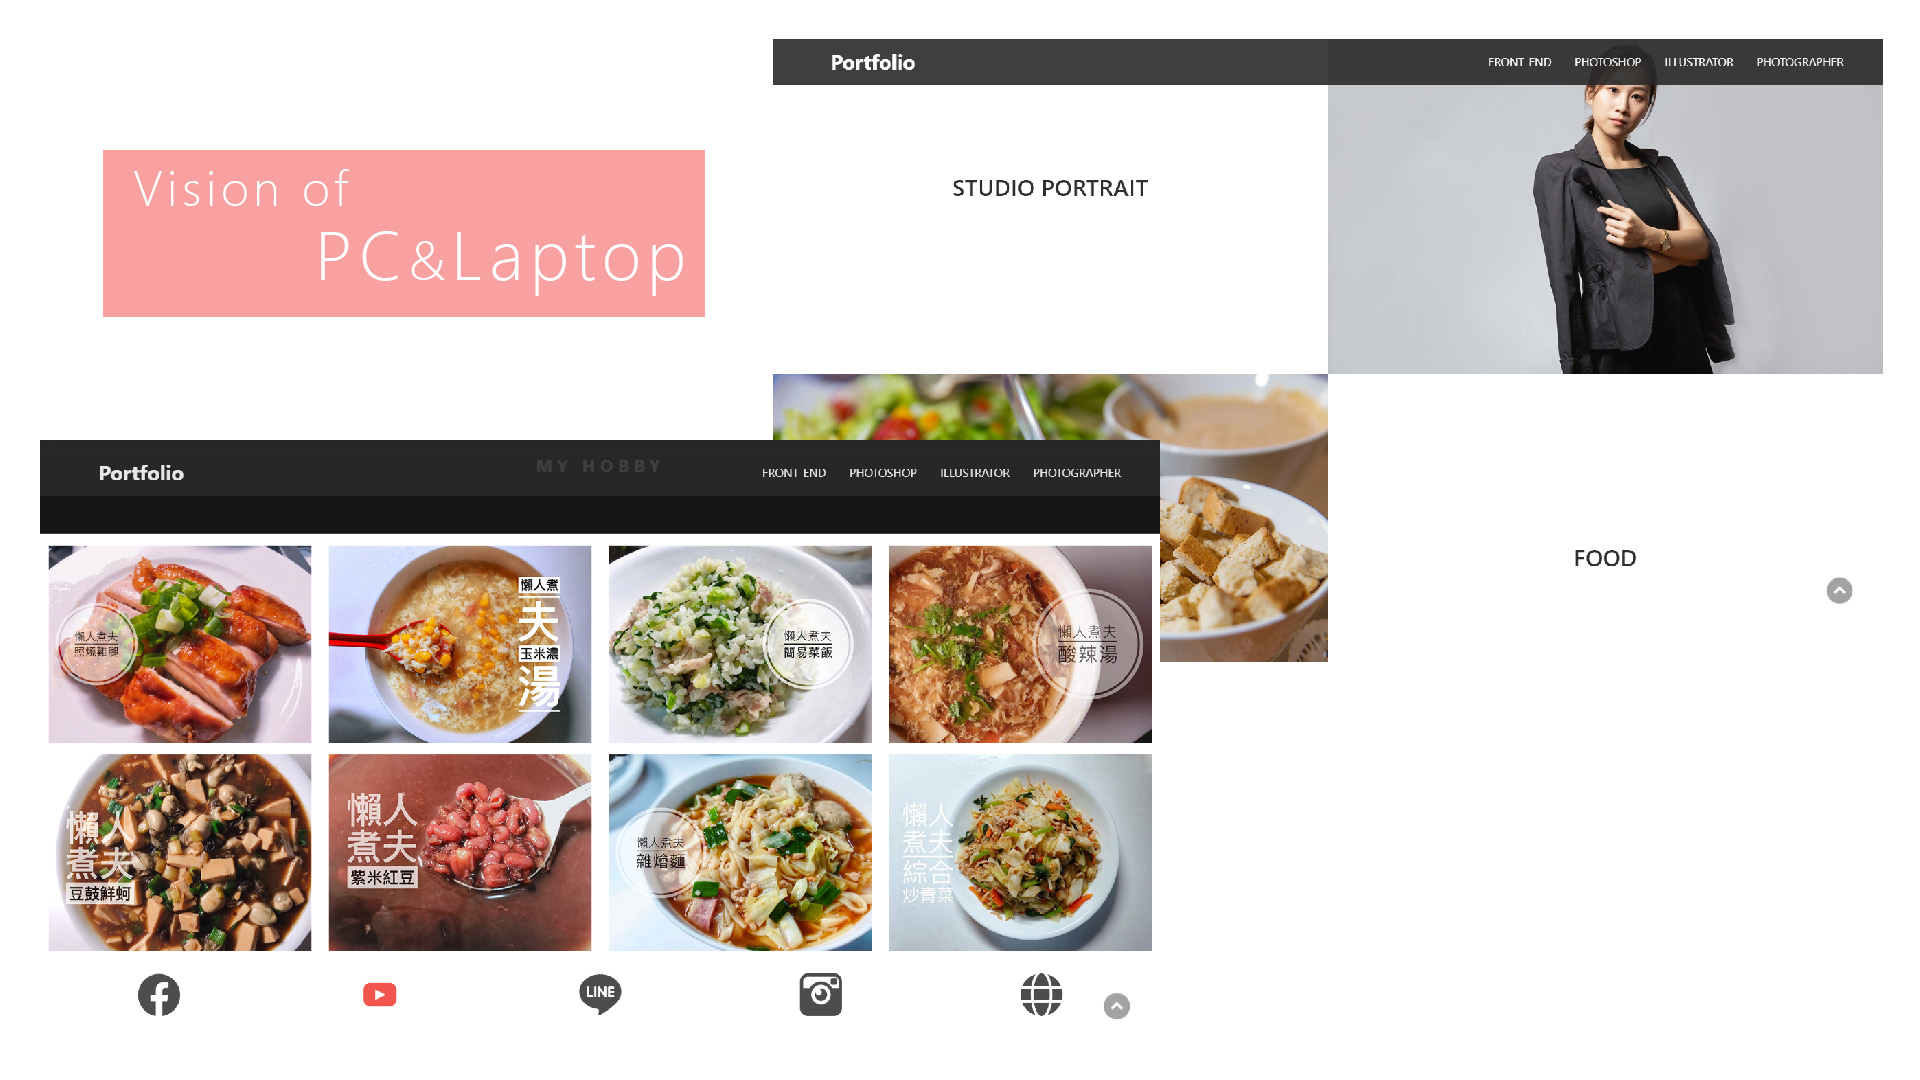 Vision of
PC&Laptop
Portfolio
FRONT END
PHOTOSHOP
ILLUSTRATOR
PHOTOGRAPHER
STUDIO PORTRAIT
FOOD
Portfolio
MY HOBBY
FRONT END
PHOTOSHOP
ILLUSTRATOR
PHOTOGRAPHER
懶人煮夫
照燒雞腿
懶人煮
夫
玉米濃
湯
懶人煮夫
簡易菜飯
懶人煮夫
酸辣湯
懶人
煮夫
豆鼓鮮蚵
懶人
煮夫
紫米紅豆
懶人煮夫
雜燴麵
懶人
煮夫
綜合
炒青菜
LINE